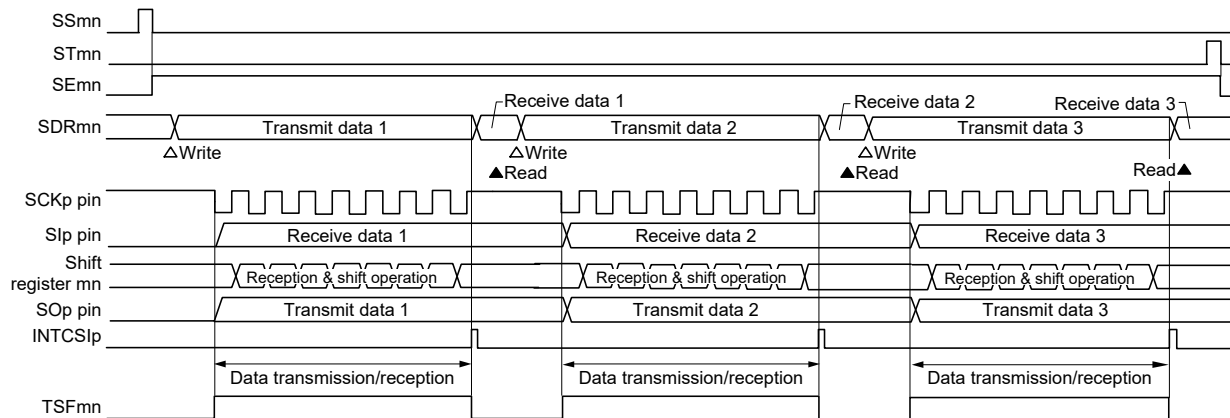 SSmn
STmn
SEmn
Receive data 1
Receive data 2
Receive data 3
SDRmn
Transmit data 1
Transmit data 2
Transmit data 3
△Write
△Write
△Write
▲Read
▲Read
Read▲
SCKp pin
SIp pin
Receive data 1
Receive data 2
Receive data 3
Shift
register mn
Reception & shift operation
Reception & shift operation
Reception & shift operation
SOp pin
Transmit data 1
Transmit data 2
Transmit data 3
INTCSIp
Data transmission/reception
Data transmission/reception
Data transmission/reception
TSFmn